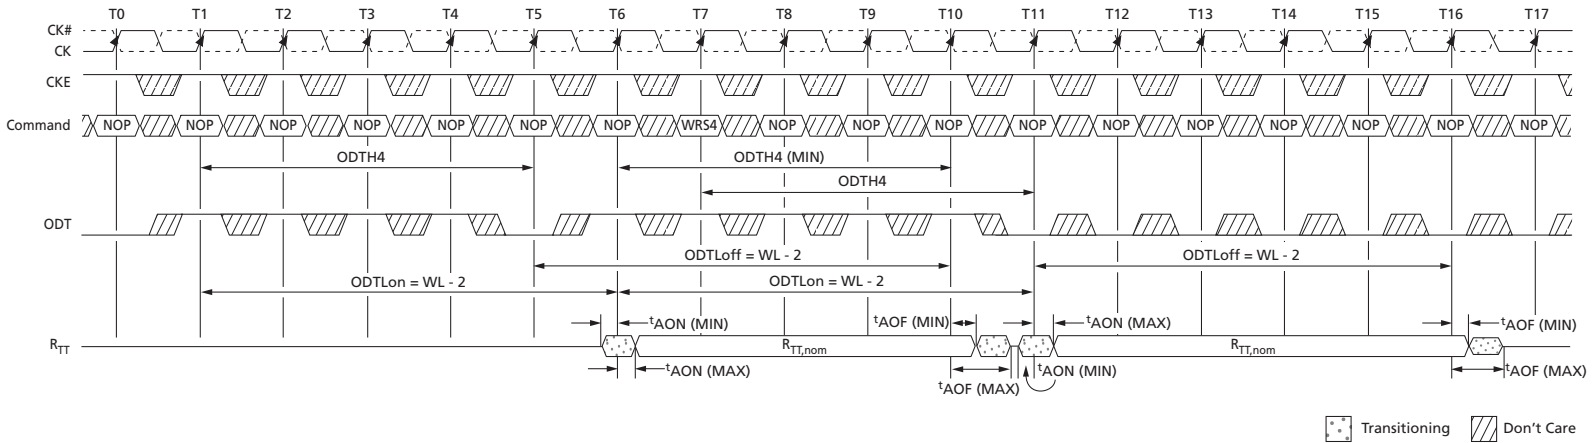 T0 T1 T2 T3 T4 T5 T6 T7 T8 T9 T10 T11 T12 T13 T14 T15 T16 T17
CK#
CK
CKE
Command NOP NOP NOP NOP NOP NOP NOP WRS4 NOP NOP NOP NOP NOP NOP NOP NOP NOP NOP
ODTH4 ODTH4 (MIN)
ODTH4
ODT
ODTLoff = WL - 2 ODTLoff = WL - 2
ODTLon = WL - 2 ODTLon = WL - 2
tAON (MIN) tAOF (MIN) tAON (MAX) tAOF (MIN)
RTT RTT,nom RTT,nom
tAON (MAX) tAON (MIN) tAOF (MAX)
tAOF (MAX)
Transitioning Don't Care